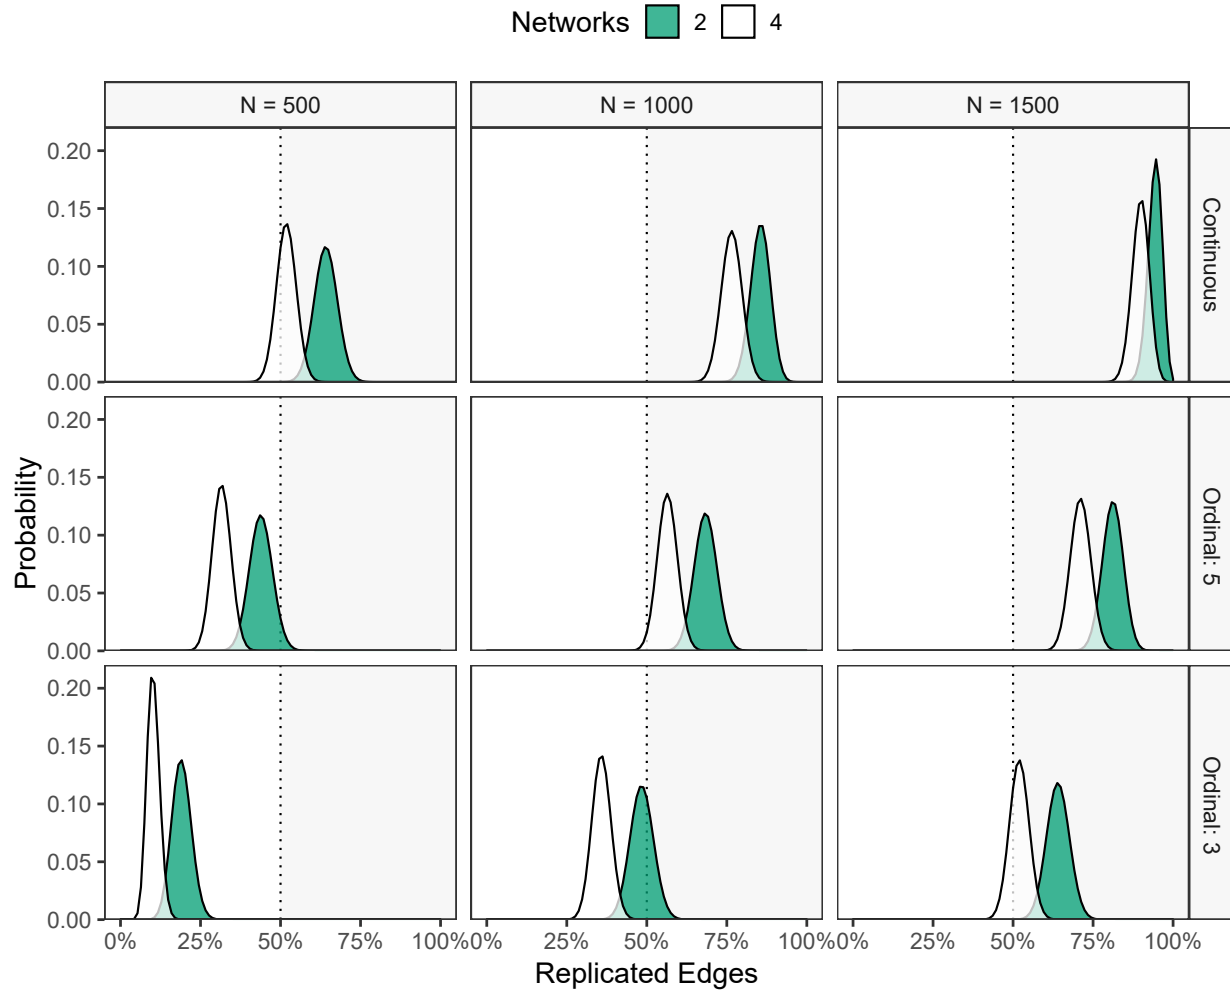 Networks 2 4
N = 500 N = 1000 N = 1500
0.20
0.15
0.10
0.05
0.00
Continuous
0.20
0.15
0.10
0.05
0.00
Ordinal: 5
0.20
0.15
0.10
0.05
0.00
Ordinal: 3
Probability
0% 25% 50% 75% 100% 0% 25% 50% 75% 100% 0% 25% 50% 75% 100%
Replicated Edges